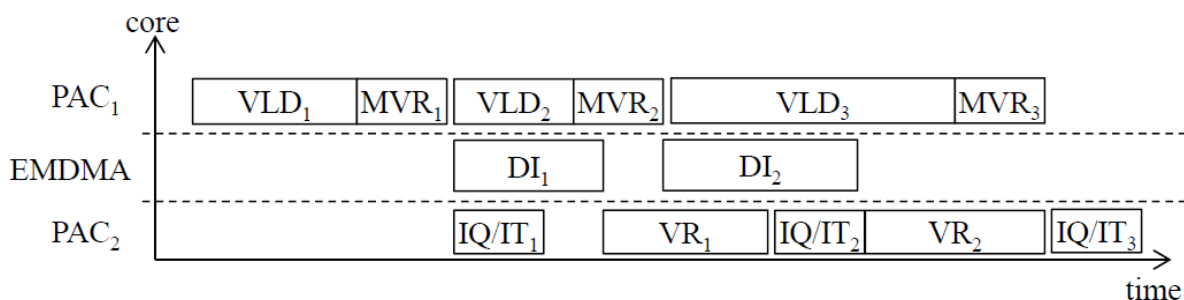 core
PAC₁ VLD₁ MVR₁ VLD₂ MVR₂ VLD₃ MVR₃
EMDMA DI₁ DI₂
PAC₂ IQ/IT₁ VR₁ IQ/IT₂ VR₂ IQ/IT₃
time